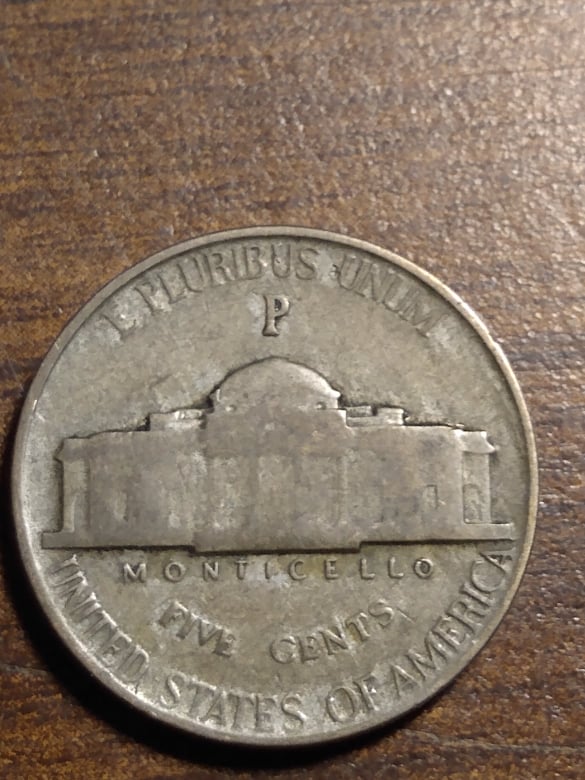 E PLURIBUS UNUM
P
MONTICELLO
FIVE CENTS
UNITED STATES OF AMERICA